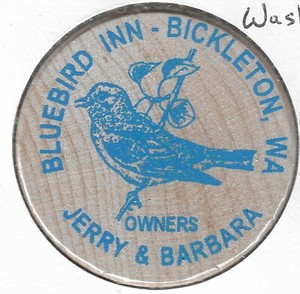 Wash
BLUEBIRD INN - BICKLETON, WA
OWNERS
JERRY & BARBARA